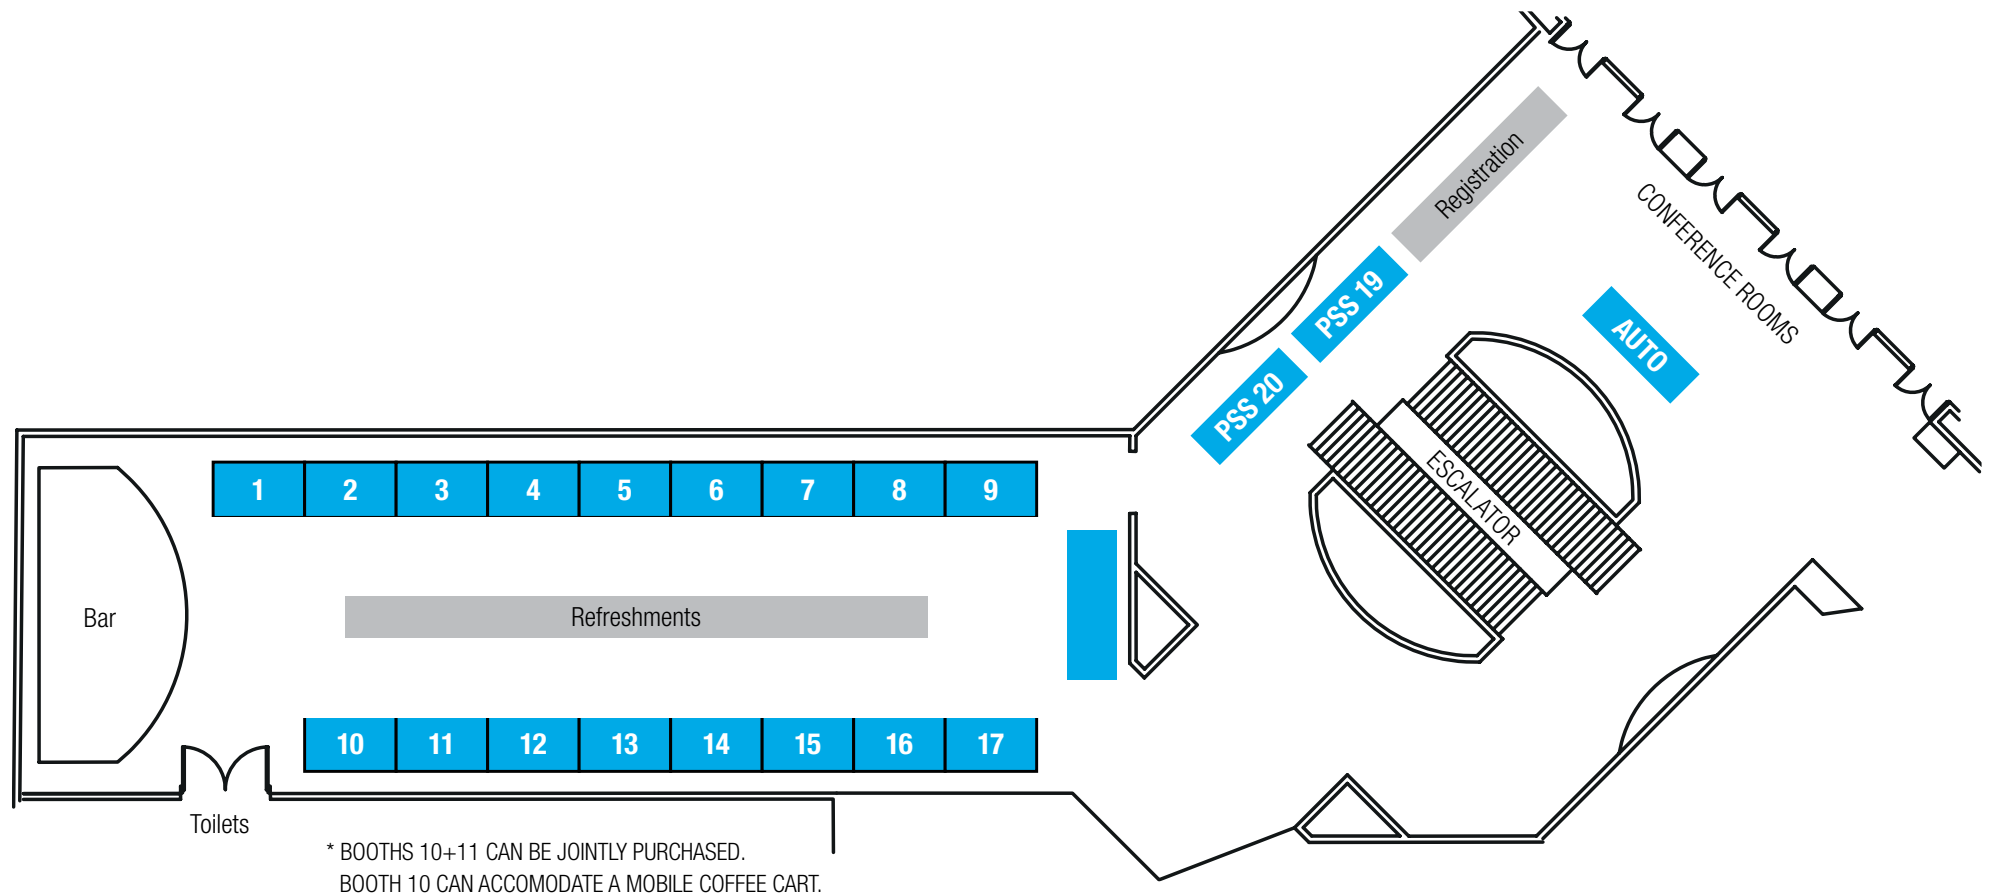 Registration
CONFERENCE ROOMS
PSS 19
AUTO
PSS 20
ESCALATOR
1 2 3 4 5 6 7 8 9
Bar
Refreshments
10 11 12 13 14 15 16 17
Toilets
* BOOTHS 10+11 CAN BE JOINTLY PURCHASED.
BOOTH 10 CAN ACCOMODATE A MOBILE COFFEE CART.